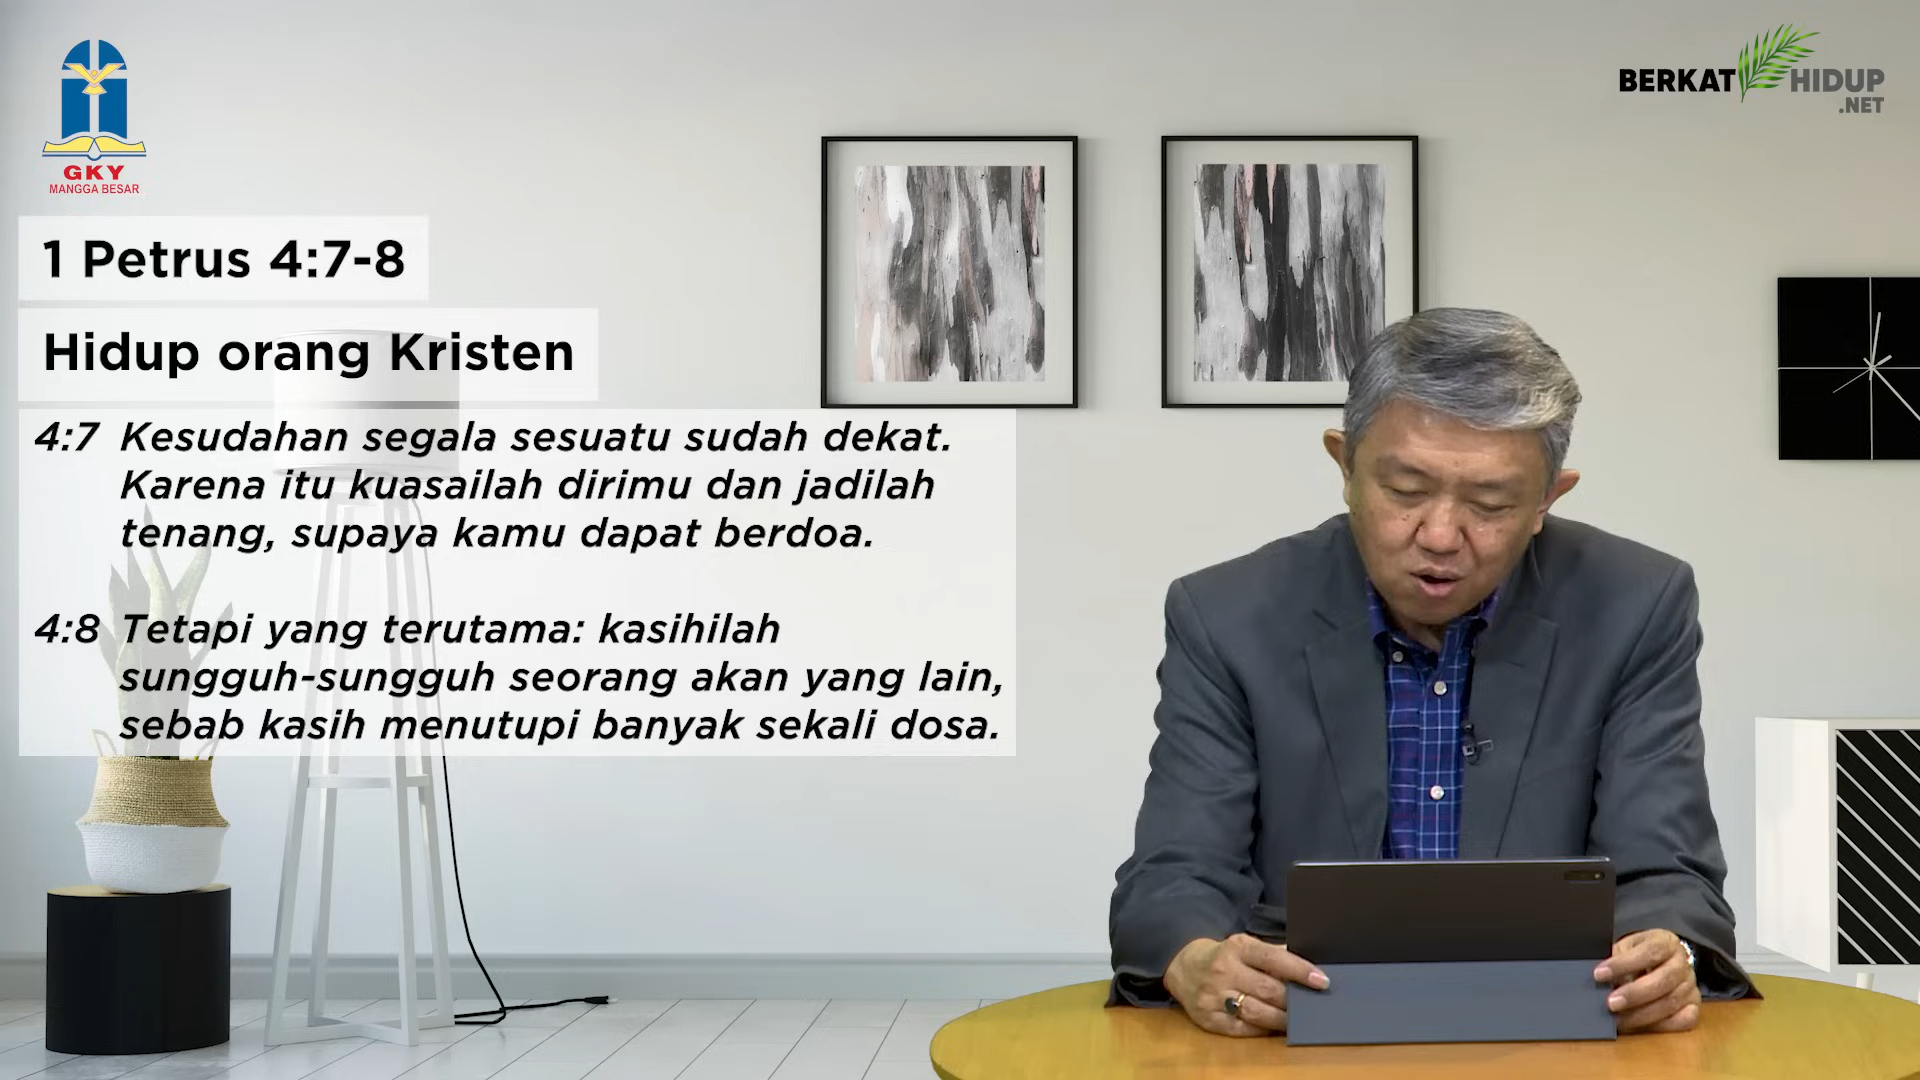 GKY
MANGGA BESAR
BERKAT HIDUP
.NET
1 Petrus 4:7-8
Hidup orang Kristen
4:7 Kesudahan segala sesuatu sudah dekat.
Karena itu kuasailah dirimu dan jadilah
tenang, supaya kamu dapat berdoa.
4:8 Tetapi yang terutama: kasihilah
sungguh-sungguh seorang akan yang lain,
sebab kasih menutupi banyak sekali dosa.